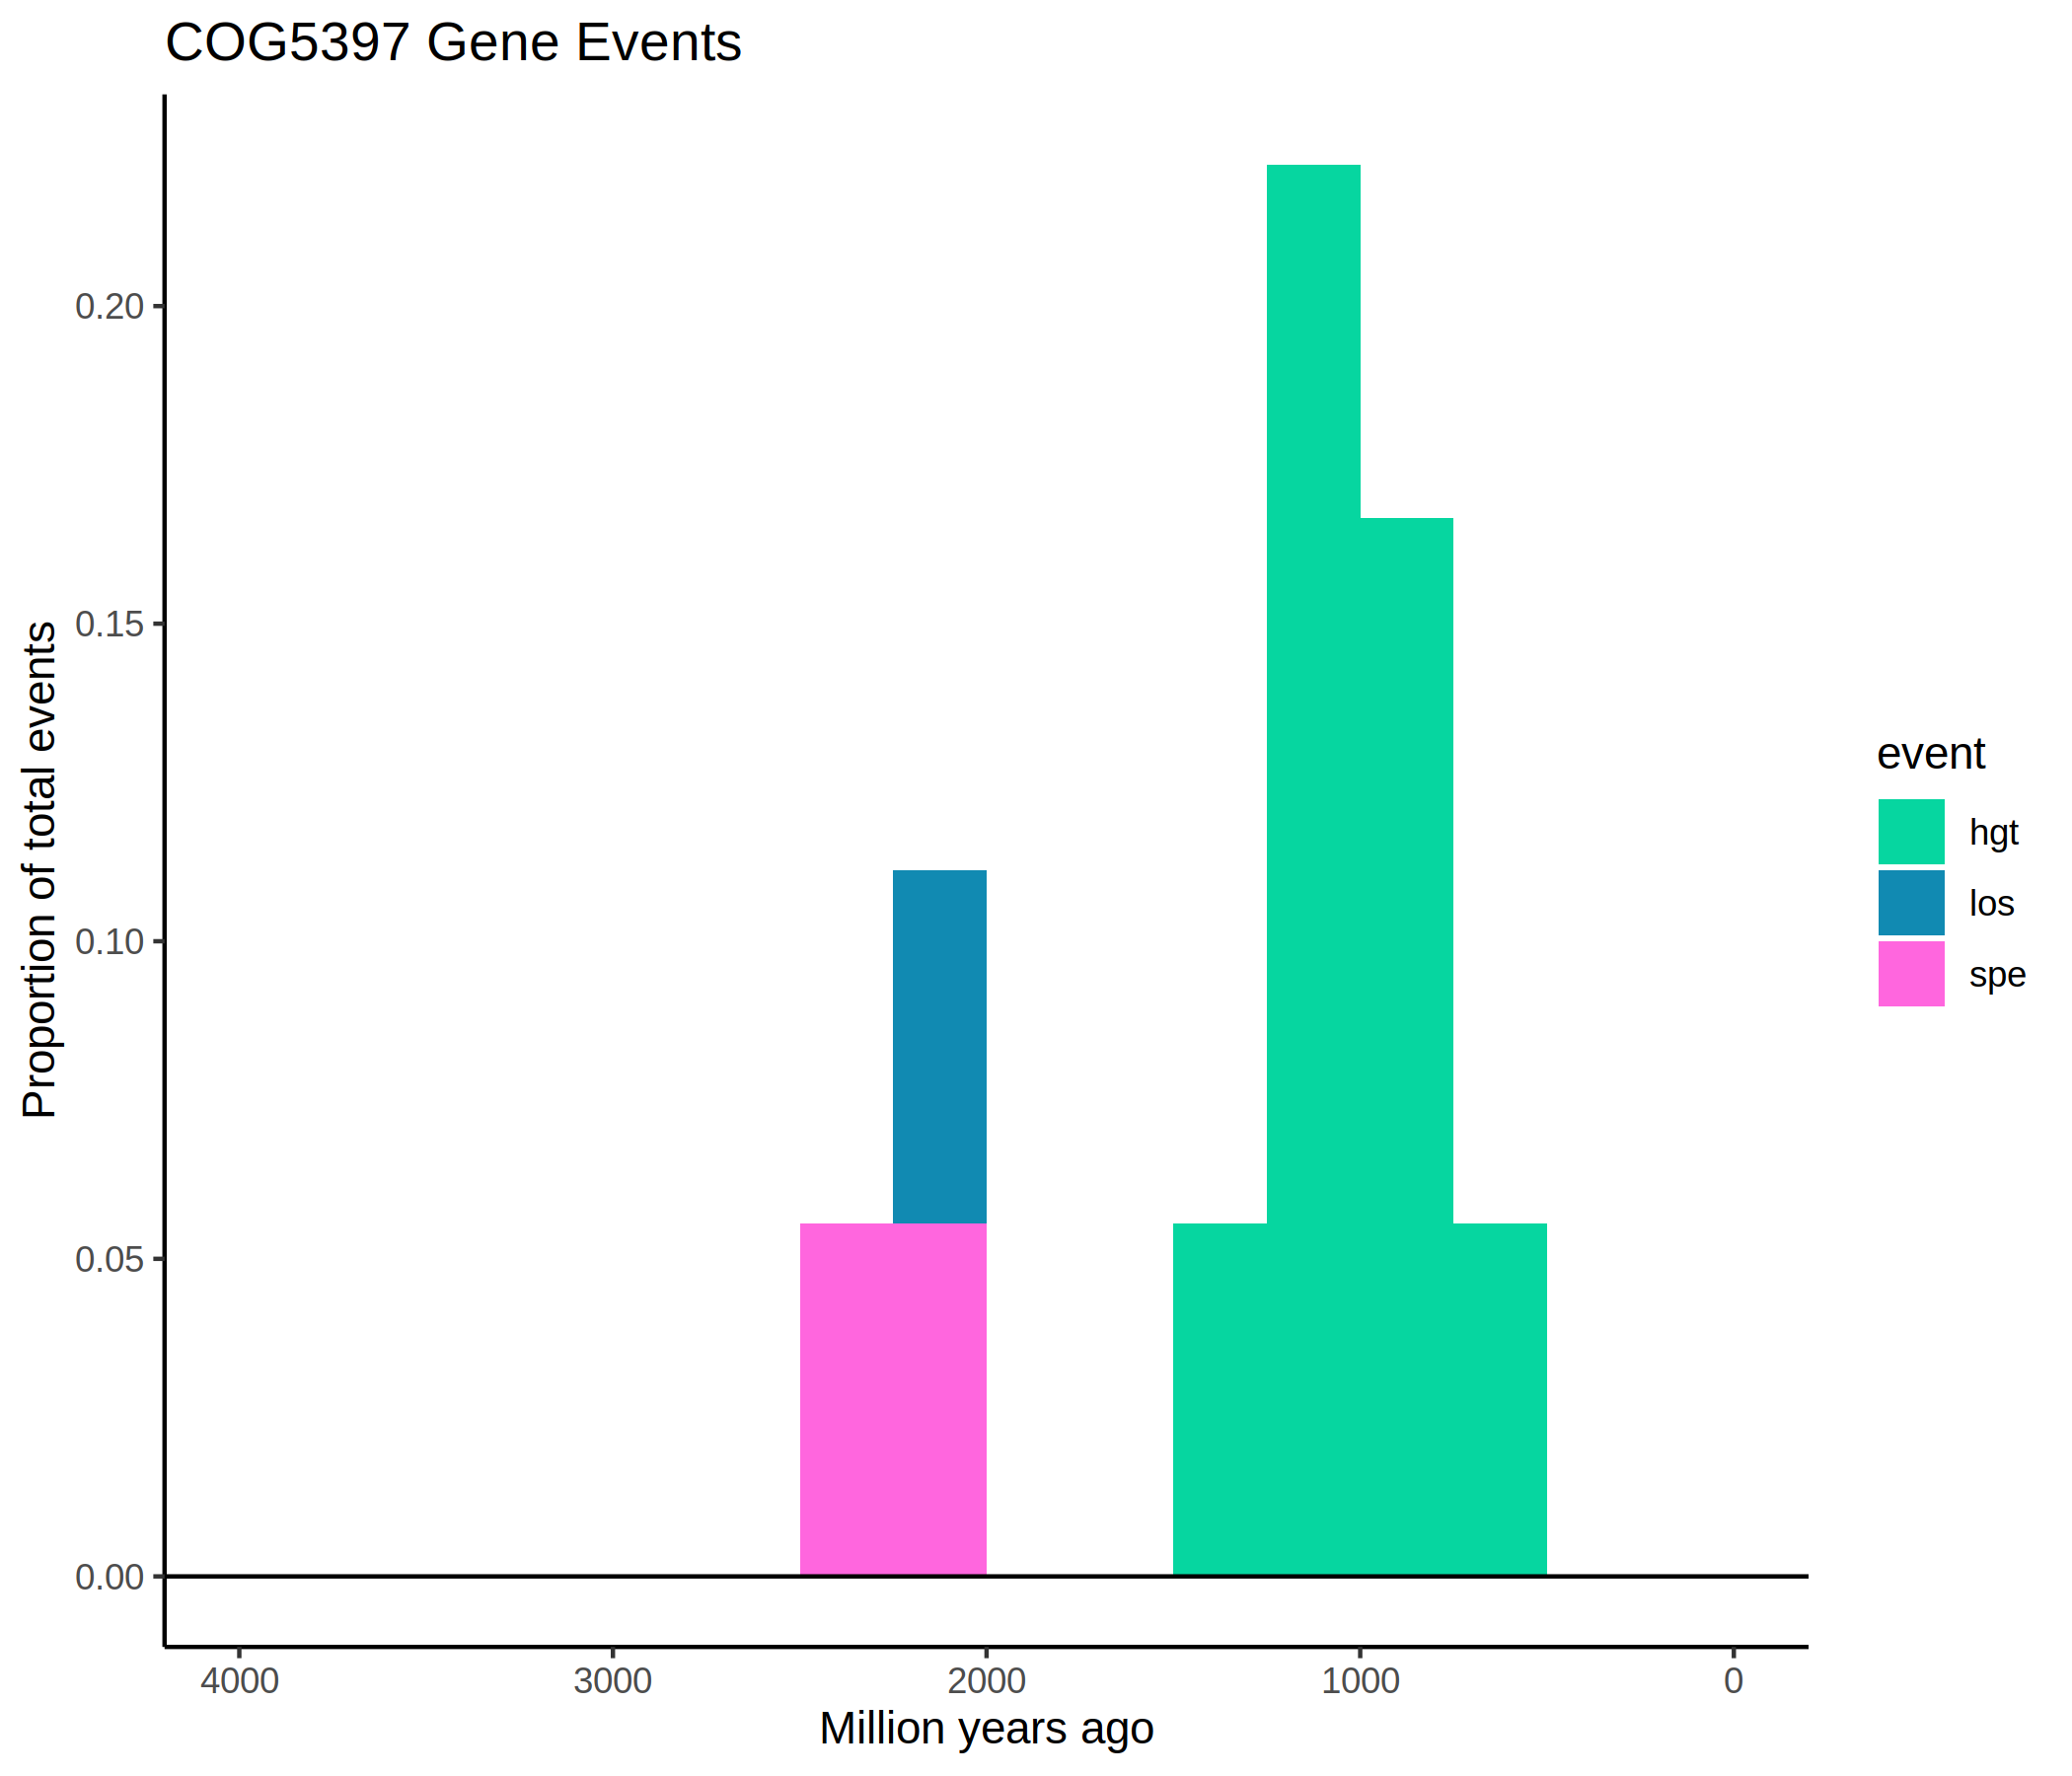 COG5397 Gene Events
Proportion of total events
0.20
0.15
0.10
0.05
0.00
4000 3000 2000 1000 0
Million years ago
event
hgt
los
spe